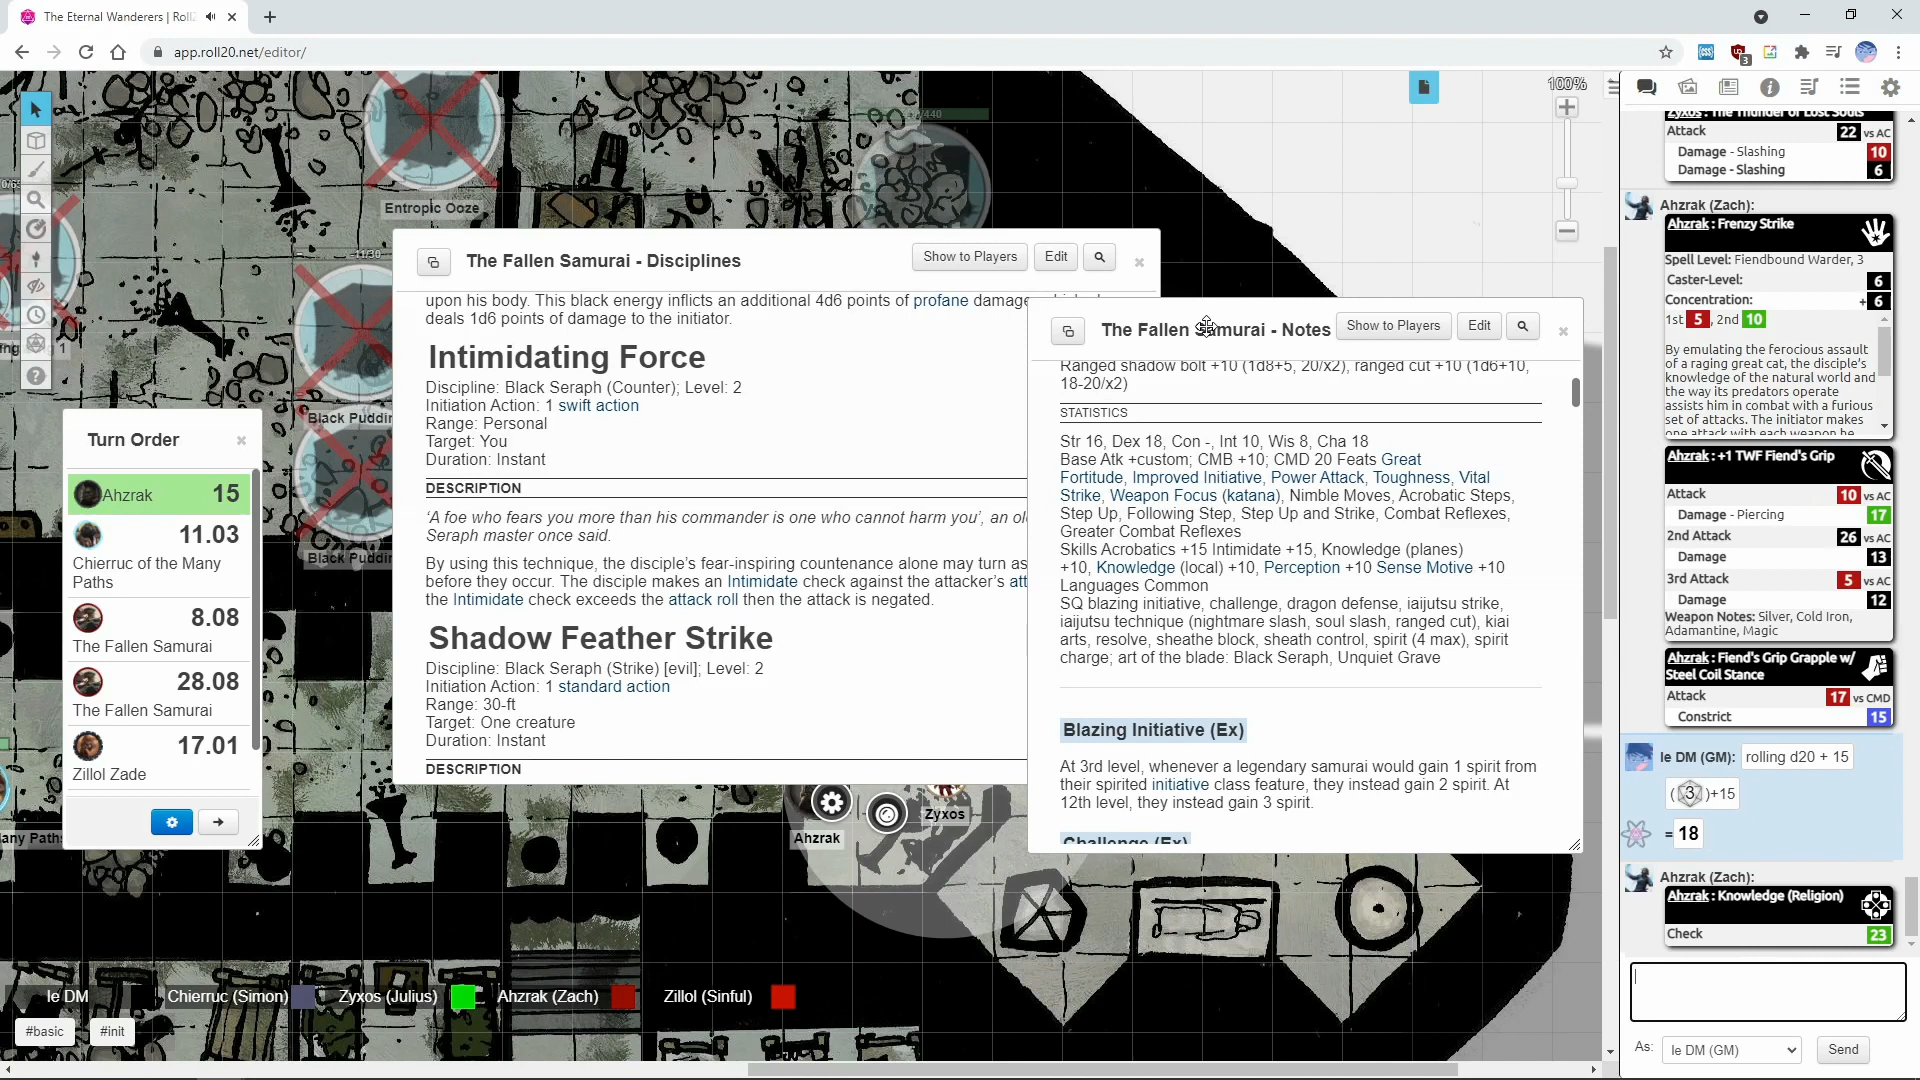 The Eternal Wanderers | Roll2
app.roll20.net/editor/
3
100%
Entropic Ooze
-11/30
Black Puddin
Black Puddin
Turn Order
Ahzrak 15
11.03
Chierruc of the Many
Paths
8.08
The Fallen Samurai
28.08
The Fallen Samurai
17.01
Zillol Zade
The Fallen Samurai - Disciplines
Show to Players
Edit
upon his body. This black energy inflicts an additional 4d6 points of profane damage
deals 1d6 points of damage to the initiator.
Intimidating Force
Discipline: Black Seraph (Counter); Level: 2
Initiation Action: 1 swift action
Range: Personal
Target: You
Duration: Instant
DESCRIPTION
‘A foe who fears you more than his commander is one who cannot harm you’, an ol
Seraph master once said.
By using this technique, the disciple’s fear-inspiring countenance alone may turn as
before they occur. The disciple makes an Intimidate check against the attacker’s att
the Intimidate check exceeds the attack roll then the attack is negated.
Shadow Feather Strike
Discipline: Black Seraph (Strike) [evil]; Level: 2
Initiation Action: 1 standard action
Range: 30-ft
Target: One creature
Duration: Instant
DESCRIPTION
The Fallen Samurai - Notes
Show to Players
Edit
Ranged shadow bolt +10 (1d8+5, 20/x2), ranged cut +10 (1d6+10,
18-20/x2)
STATISTICS
Str 16, Dex 18, Con -, Int 10, Wis 8, Cha 18
Base Atk +custom; CMB +10; CMD 20 Feats Great
Fortitude, Improved Initiative, Power Attack, Toughness, Vital
Strike, Weapon Focus (katana), Nimble Moves, Acrobatic Steps,
Step Up, Following Step, Step Up and Strike, Combat Reflexes,
Greater Combat Reflexes
Skills Acrobatics +15 Intimidate +15, Knowledge (planes)
+10, Knowledge (local) +10, Perception +10 Sense Motive +10
Languages Common
SQ blazing initiative, challenge, dragon defense, iaijutsu strike,
iaijutsu technique (nightmare slash, soul slash, ranged cut), kiai
arts, resolve, sheathe block, sheath control, spirit (4 max), spirit
charge; art of the blade: Black Seraph, Unquiet Grave
Blazing Initiative (Ex)
At 3rd level, whenever a legendary samurai would gain 1 spirit from
their spirited initiative class feature, they instead gain 2 spirit. At
12th level, they instead gain 3 spirit.
Challenge (Ex)
Ahzrak
Zyxos
any Paths
le DM
Chierruc (Simon)
Zyxos (Julius)
Ahzrak (Zach)
Zillol (Sinful)
#basic
#init
Zyxos : The Thunder of Lost Souls
Attack 22 vs AC
Damage - Slashing 10
Damage - Slashing 6
Ahzrak (Zach):
Ahzrak : Frenzy Strike
Spell Level: Fiendbound Warder, 3
Caster-Level: 6
Concentration: + 6
1st 5 , 2nd 10
By emulating the ferocious assault
of a raging great cat, the disciple's
knowledge of the natural world and
the way its predators operate
assists him in combat with a furious
set of attacks. The initiator makes
one attack with each weapon he
Ahzrak : +1 TWF Fiend's Grip
Attack 10 vs AC
Damage - Piercing 17
2nd Attack 26 vs AC
Damage 13
3rd Attack 5 vs AC
Damage 12
Weapon Notes: Silver, Cold Iron,
Adamantine, Magic
Ahzrak : Fiend's Grip Grapple w/
Steel Coil Stance
Attack 17 vs CMD
Constrict 15
le DM (GM): rolling d20 + 15
(3)+15
= 18
Ahzrak (Zach):
Ahzrak : Knowledge (Religion)
Check 23
As: le DM (GM) Send